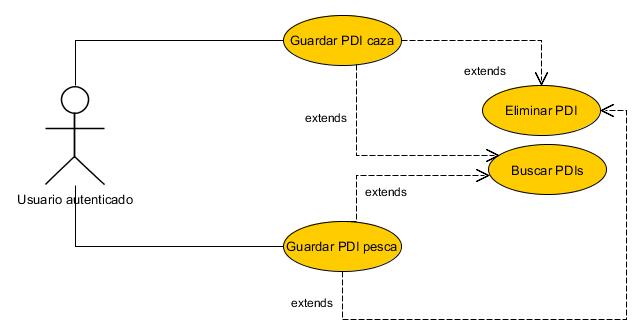 Guardar PDI caza
extends
Eliminar PDI
extends
Buscar PDIs
extends
Usuario autenticado
Guardar PDI pesca
extends